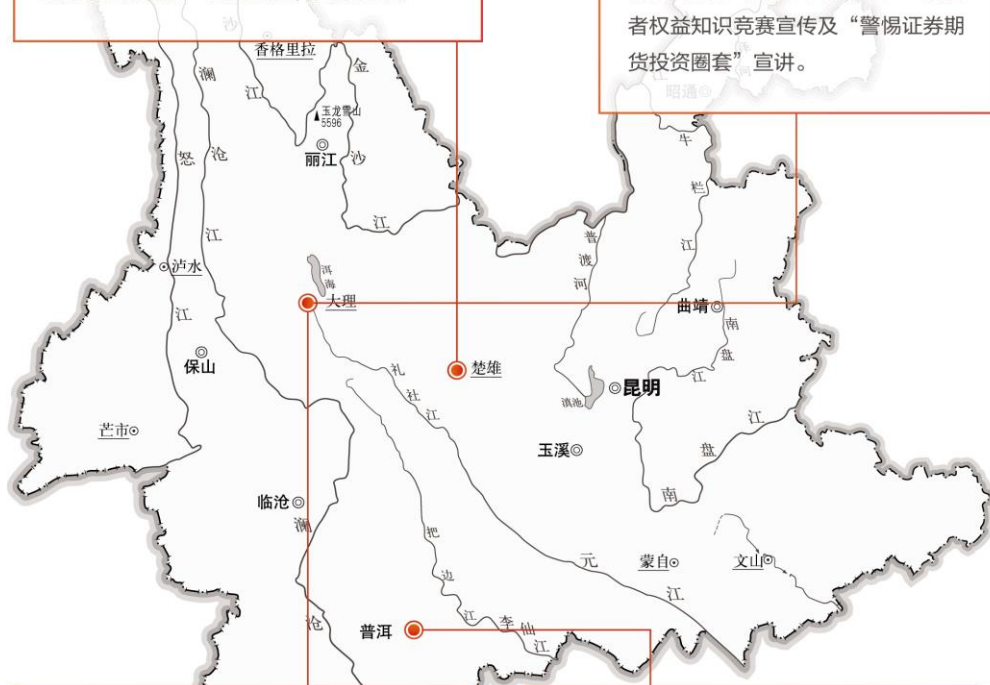 者权益知识竞赛宣传及“警惕证券期
货投资圈套”宣讲。
昭通
沙
香格里拉
江
金
澜
玉龙雪山
5596
丽江
沙
牛
怒
沧
栏
江
江
江
普
渡
河
泸水
洱
海
大理
江
曲靖
南
盘
江
保山
礼
社
江
楚雄
昆明
滇池
芒市
玉溪
江
盘
南
临沧
澜
把
边
江
元
江
蒙自
文山
沧
普洱
李
仙
江